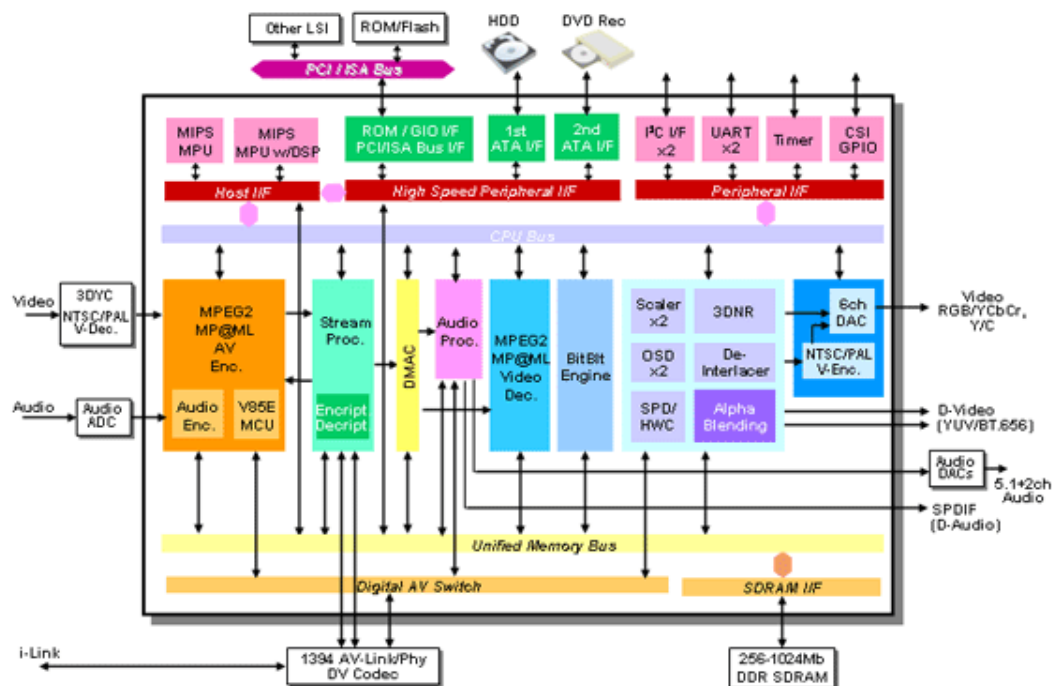 Other LSI
ROM/Flash
HDD
DVD Rec
PCI / ISA Bus
MIPS
MPU
MIPS
MPU w/DSP
ROM / GIO I/F
PCI/ISA Bus I/F
1st
ATA I/F
2nd
ATA I/F
I²C I/F
x2
UART
x2
Timer
CSI
GPIO
Host I/F
High Speed Peripheral I/F
Peripheral I/F
CPU Bus
Video
3DYC
NTSC/PAL
V-Dec.
MPEG2
MP@ML
AV
Enc.
Stream
Proc.
DMAC
Audio
Proc.
MPEG2
MP@ML
Video
Dec.
BitBlt
Engine
Scaler
x2
3DNR
6ch
DAC
Video
RGB/YCbCr,
Y/C
OSD
x2
De-
Interlacer
NTSC/PAL
V-Enc.
Audio
Audio
ADC
Audio
Enc.
V85E
MCU
Encript
Decript
SPD/
HWC
Alpha
Blending
D-Video
(YUV/BT.656)
Audio
DACs
5.1+2ch
Audio
SPDIF
(D-Audio)
Unified Memory Bus
Digital AV Switch
SDRAM I/F
i-Link
1394 AV-Link/Phy
DV Codec
256-1024Mb
DDR SDRAM